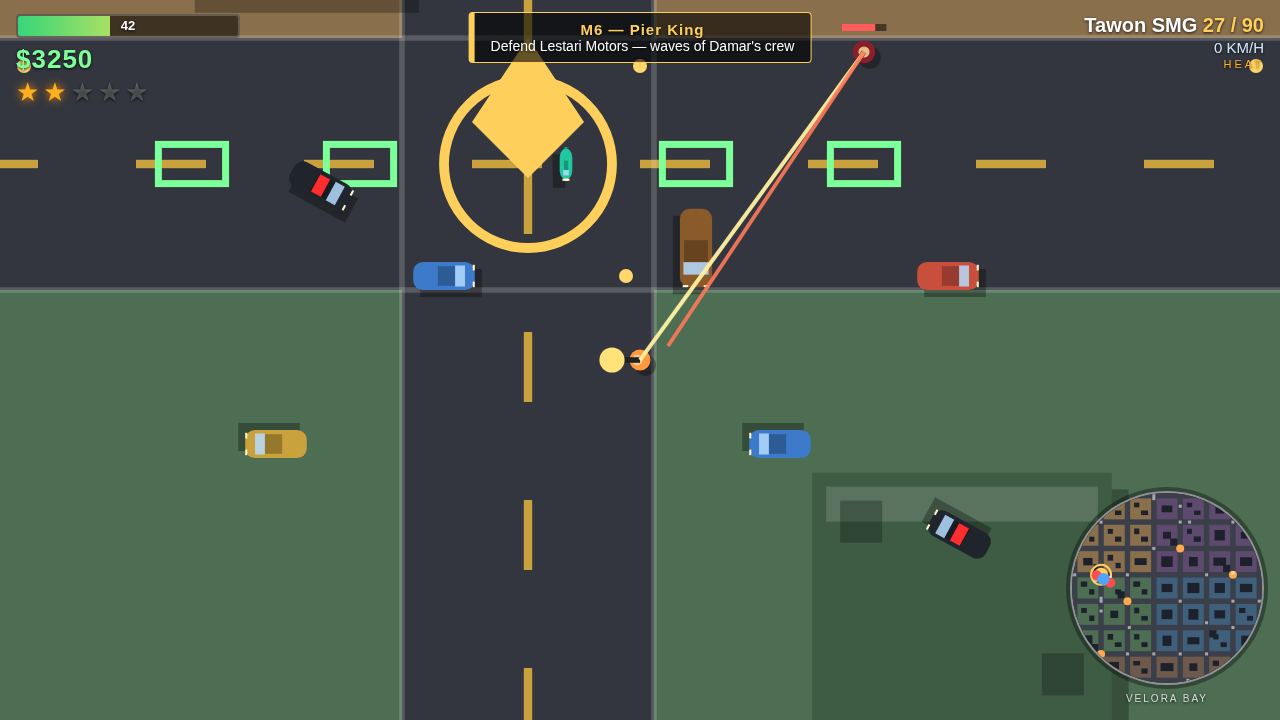 42
$3250
M6 — Pier King
Defend Lestari Motors — waves of Damar's crew
Tawon SMG 27 / 90
0 KM/H
HEAT
VELORA BAY